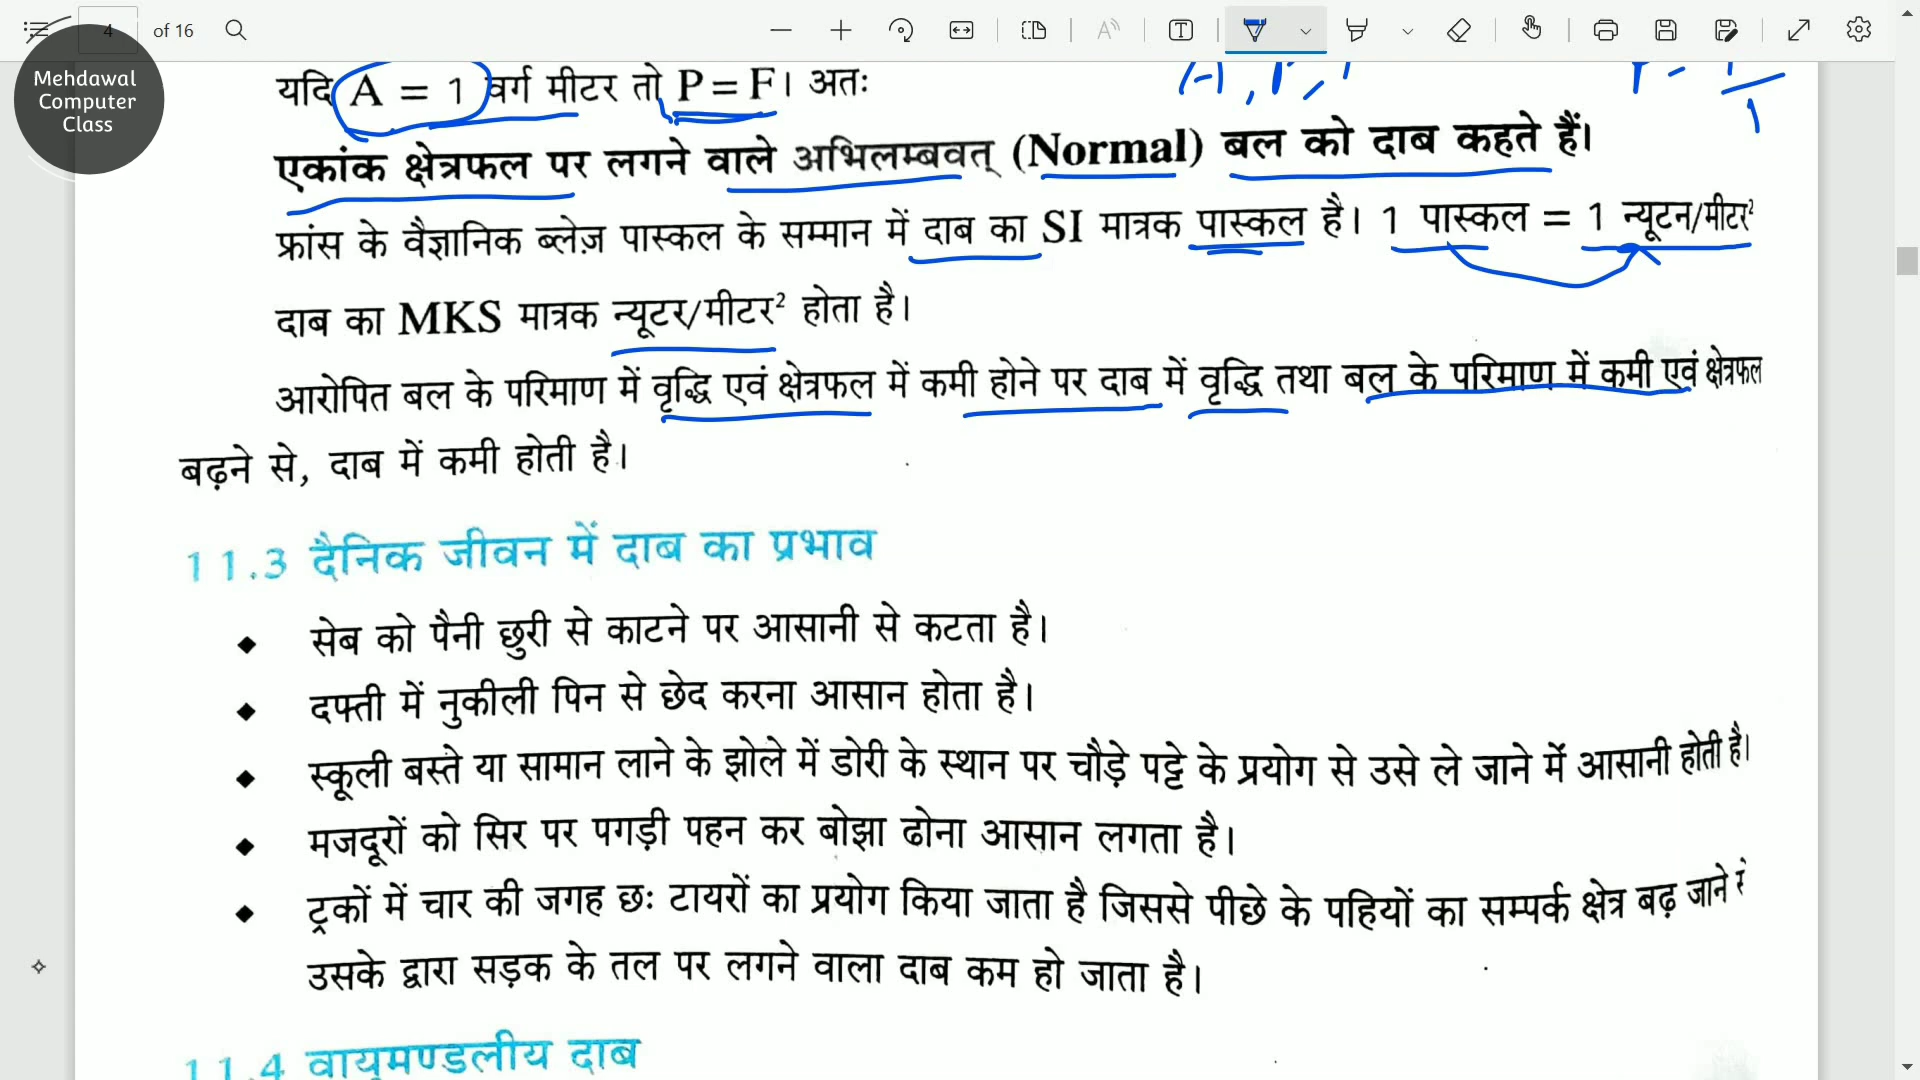 4 of 16
Mehdawal
Computer
Class
यदि A = 1 वर्ग मीटर तो P = F। अतः
एकांक क्षेत्रफल पर लगने वाले अभिलम्बवत् (Normal) बल को दाब कहते हैं।
फ्रांस के वैज्ञानिक ब्लेज़ पास्कल के सम्मान में दाब का SI मात्रक पास्कल है। 1 पास्कल = 1 न्यूटन/मीटर²
दाब का MKS मात्रक न्यूटर/मीटर² होता है।
आरोपित बल के परिमाण में वृद्धि एवं क्षेत्रफल में कमी होने पर दाब में वृद्धि तथा बल के परिमाण में कमी एवं क्षेत्रफल
बढ़ने से, दाब में कमी होती है।
11.3 दैनिक जीवन में दाब का प्रभाव
◆ सेब को पैनी छुरी से काटने पर आसानी से कटता है।
◆ दफ्ती में नुकीली पिन से छेद करना आसान होता है।
◆ स्कूली बस्ते या सामान लाने के झोले में डोरी के स्थान पर चौड़े पट्टे के प्रयोग से उसे ले जाने में आसानी होती है।
◆ मजदूरों को सिर पर पगड़ी पहन कर बोझा ढोना आसान लगता है।
◆ ट्रकों में चार की जगह छः टायरों का प्रयोग किया जाता है जिससे पीछे के पहियों का सम्पर्क क्षेत्र बढ़ जाने
उसके द्वारा सड़क के तल पर लगने वाला दाब कम हो जाता है।
11.4 वायुमण्डलीय दाब